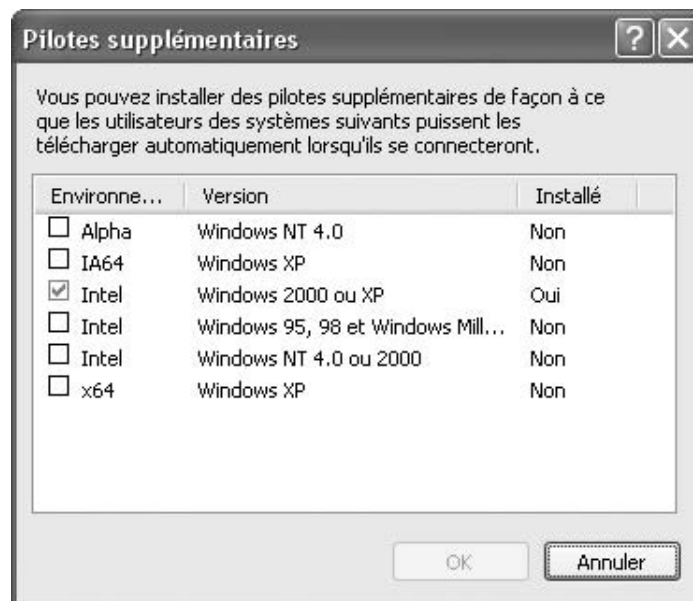 Pilotes supplémentaires
Vous pouvez installer des pilotes supplémentaires de façon à ce
que les utilisateurs des systèmes suivants puissent les
télécharger automatiquement lorsqu'ils se connecteront.
Environne... Version Installé
Alpha Windows NT 4.0 Non
IA64 Windows XP Non
Intel Windows 2000 ou XP Oui
Intel Windows 95, 98 et Windows Mill... Non
Intel Windows NT 4.0 ou 2000 Non
x64 Windows XP Non
OK Annuler